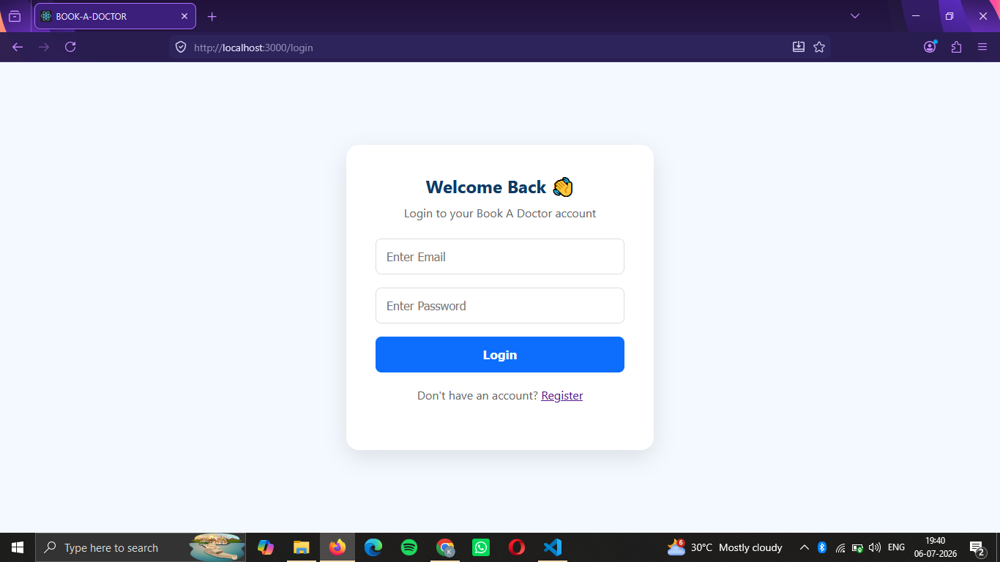 BOOK-A-DOCTOR
http://localhost:3000/login
Welcome Back 👏
Login to your Book A Doctor account
Enter Email
Enter Password
Login
Don't have an account? Register
Type here to search
K
6
30°C Mostly cloudy
ENG
19:40
06-07-2026
2